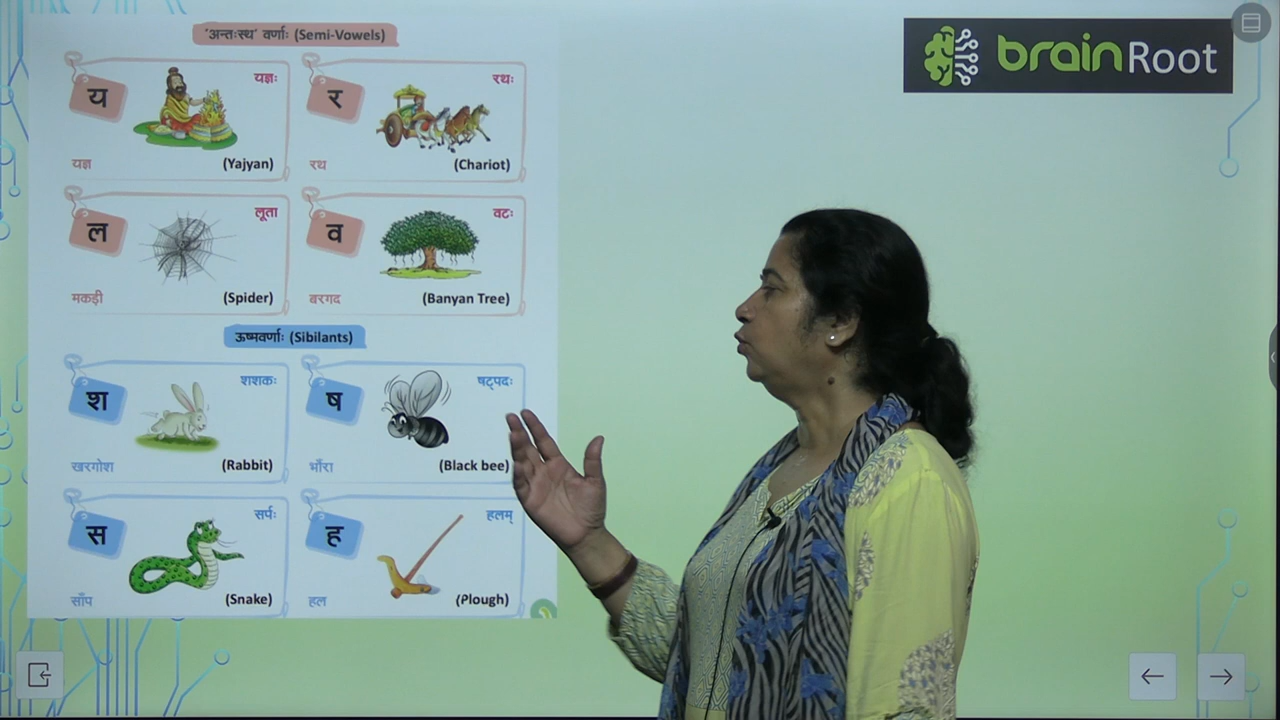 'अन्तःस्थ' वर्णाः (Semi-Vowels)
य यज्ञः
यज्ञ (Yajyan)
र रथः
रथ (Chariot)
ल लूता
मकड़ी (Spider)
व वटः
बरगद (Banyan Tree)
ऊष्मवर्णाः (Sibilants)
श शशकः
खरगोश (Rabbit)
ष षट्पदः
भौंरा (Black bee)
स सर्पः
साँप (Snake)
ह हलम्
हल (Plough)
brainRoot